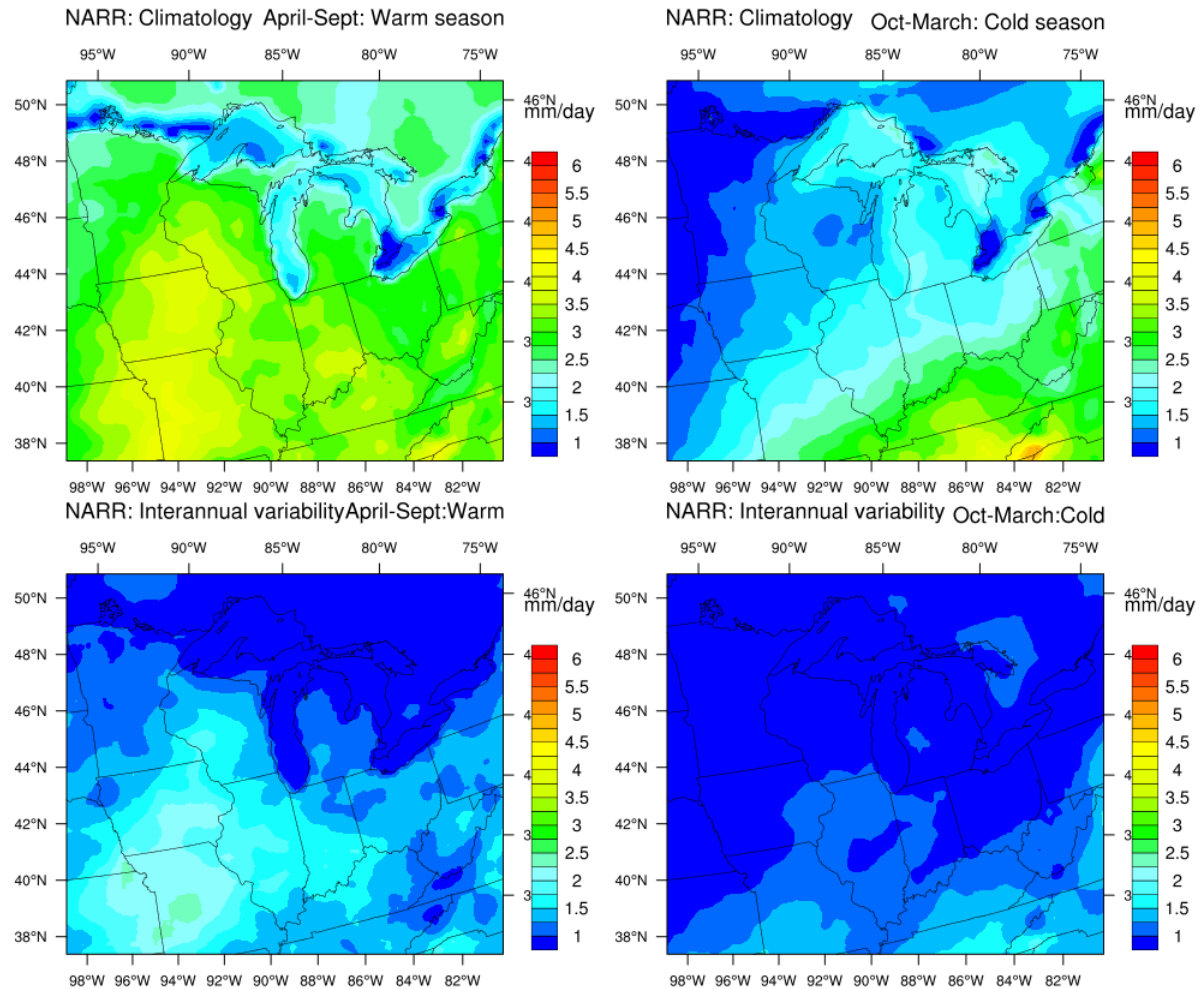 NARR: Climatology April-Sept: Warm season
95°W 90°W 85°W 80°W 75°W
50°N
48°N
46°N
44°N
42°N
40°N
38°N
46°N
mm/day
6
5.5
5
4.5
4
3.5
3
2.5
2
1.5
1
98°W 96°W 94°W 92°W 90°W 88°W 86°W 84°W 82°W
NARR: Climatology Oct-March: Cold season
95°W 90°W 85°W 80°W 75°W
50°N
48°N
46°N
44°N
42°N
40°N
38°N
46°N
mm/day
6
5.5
5
4.5
4
3.5
3
2.5
2
1.5
1
98°W 96°W 94°W 92°W 90°W 88°W 86°W 84°W 82°W
NARR: Interannual variabilityApril-Sept:Warm
95°W 90°W 85°W 80°W 75°W
50°N
48°N
46°N
44°N
42°N
40°N
38°N
46°N
mm/day
6
5.5
5
4.5
4
3.5
3
2.5
2
1.5
1
98°W 96°W 94°W 92°W 90°W 88°W 86°W 84°W 82°W
NARR: Interannual variability Oct-March:Cold
95°W 90°W 85°W 80°W 75°W
50°N
48°N
46°N
44°N
42°N
40°N
38°N
46°N
mm/day
6
5.5
5
4.5
4
3.5
3
2.5
2
1.5
1
98°W 96°W 94°W 92°W 90°W 88°W 86°W 84°W 82°W